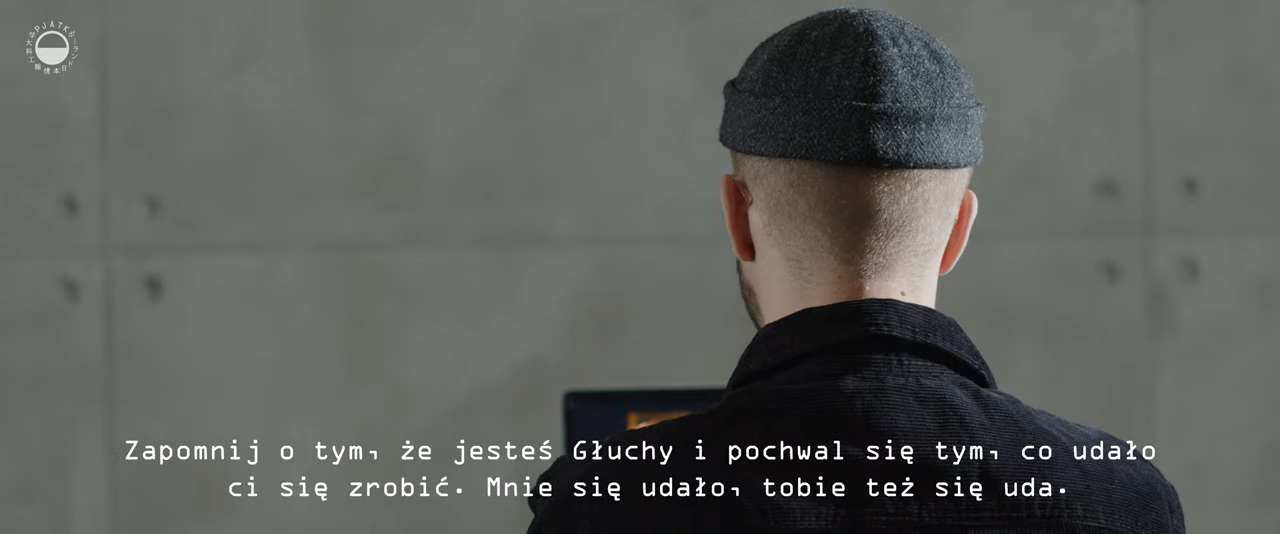 PJATK
Zapomnij o tym, że jesteś Głuchy i pochwal się tym, co udało
ci się zrobić. Mnie się udało, tobie też się uda.